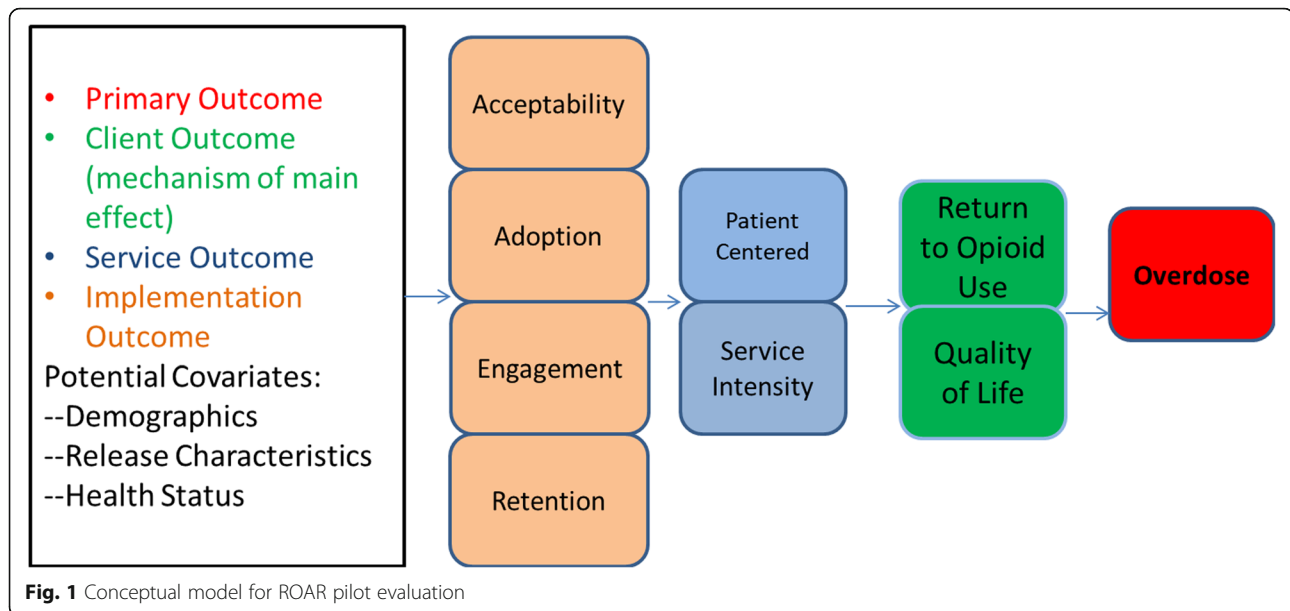 • Primary Outcome
• Client Outcome
(mechanism of main
effect)
• Service Outcome
• Implementation
Outcome
Potential Covariates:
--Demographics
--Release Characteristics
--Health Status
Acceptability
Adoption
Engagement
Retention
Patient
Centered
Service
Intensity
Return
to Opioid
Use
Quality
of Life
Overdose
Fig. 1 Conceptual model for ROAR pilot evaluation